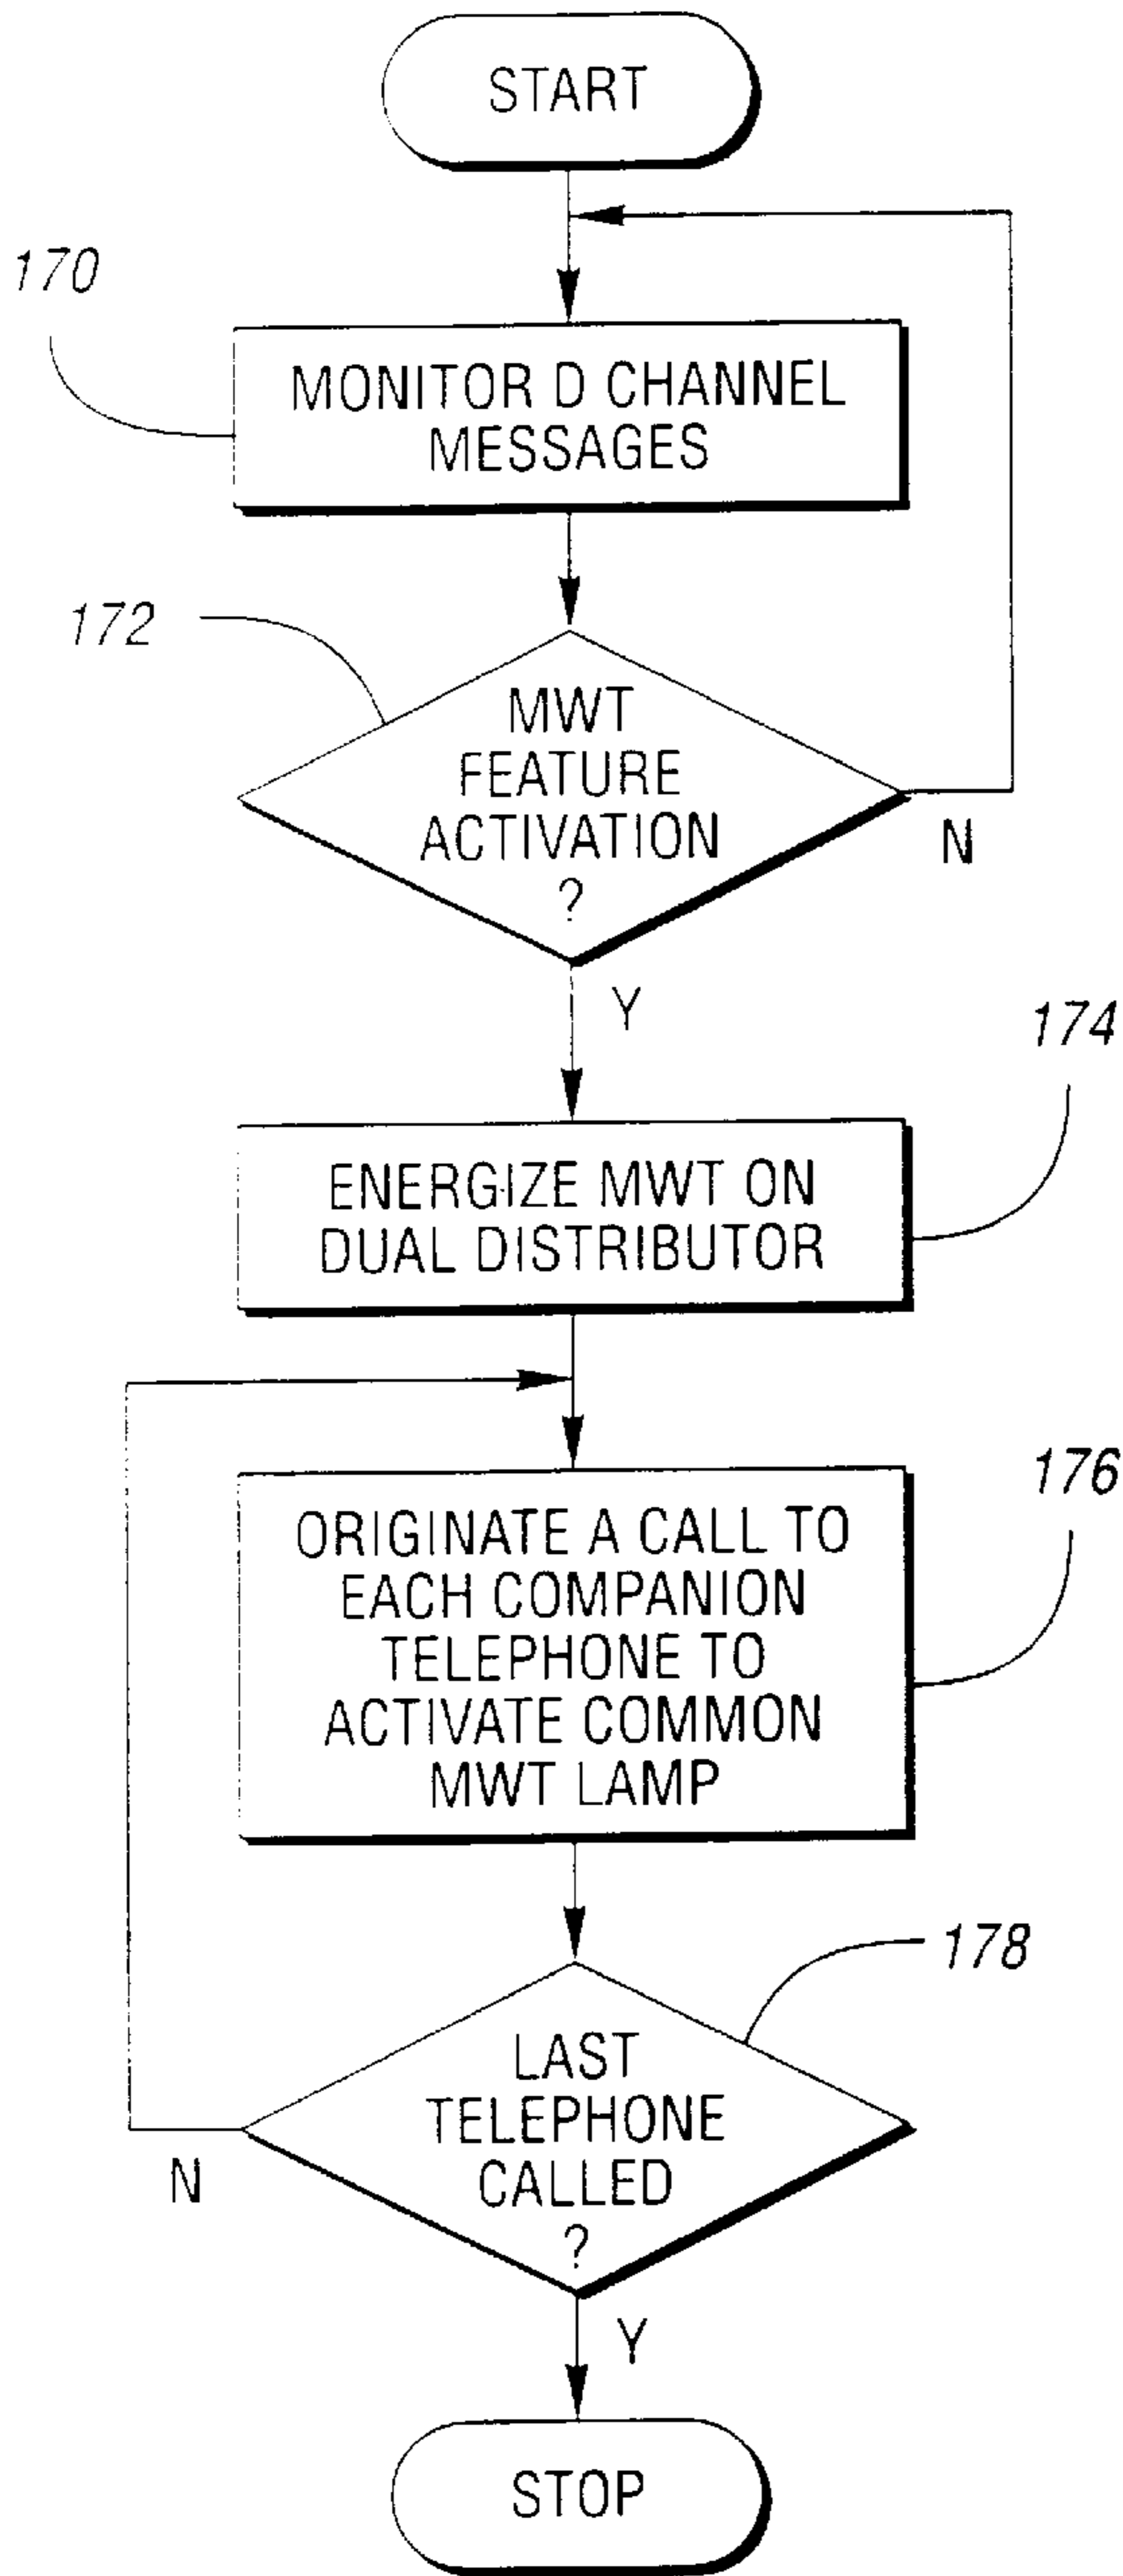 START
170
MONITOR D CHANNEL
MESSAGES
172
MWT
FEATURE
ACTIVATION
?
N
Y
174
ENERGIZE MWT ON
DUAL DISTRIBUTOR
176
ORIGINATE A CALL TO
EACH COMPANION
TELEPHONE TO
ACTIVATE COMMON
MWT LAMP
178
LAST
TELEPHONE
CALLED
?
N
Y
STOP